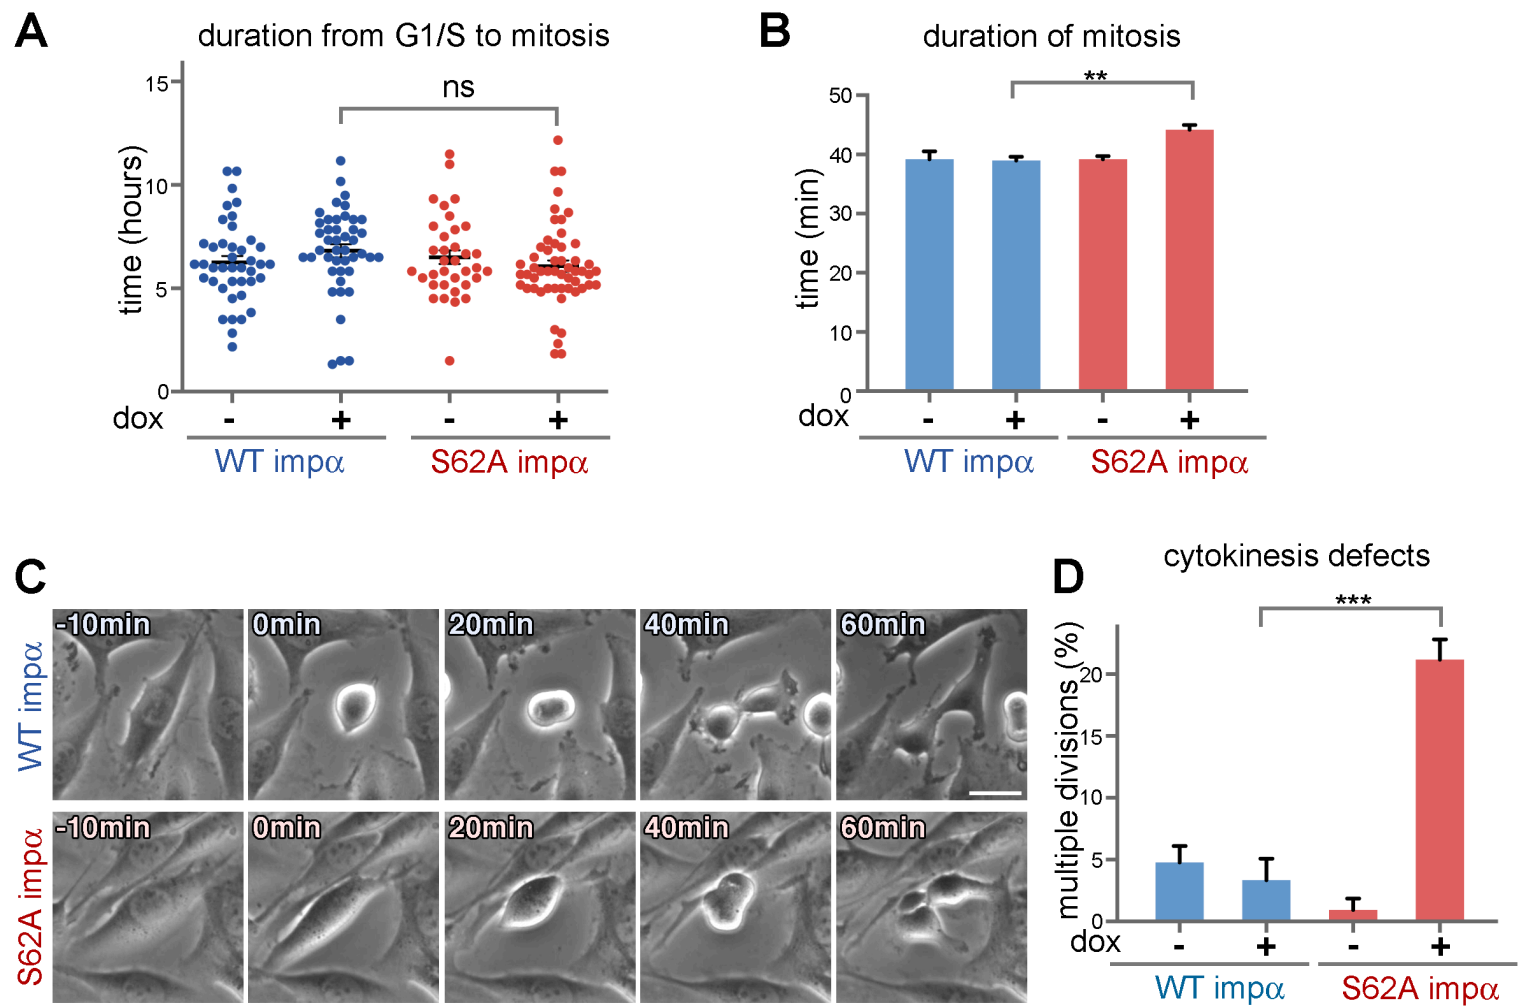 A
duration from G1/S to mitosis
ns
15
10
5
0
time (hours)
dox - + - +
WT impα S62A impα
B
duration of mitosis
**
50
40
30
20
10
0
time (min)
dox - + - +
WT impα S62A impα
C
WT impα
-10min 0min 20min 40min 60min
S62A impα
-10min 0min 20min 40min 60min
D
cytokinesis defects
***
20
15
10
5
0
multiple divisions (%)
dox - + - +
WT impα S62A impα